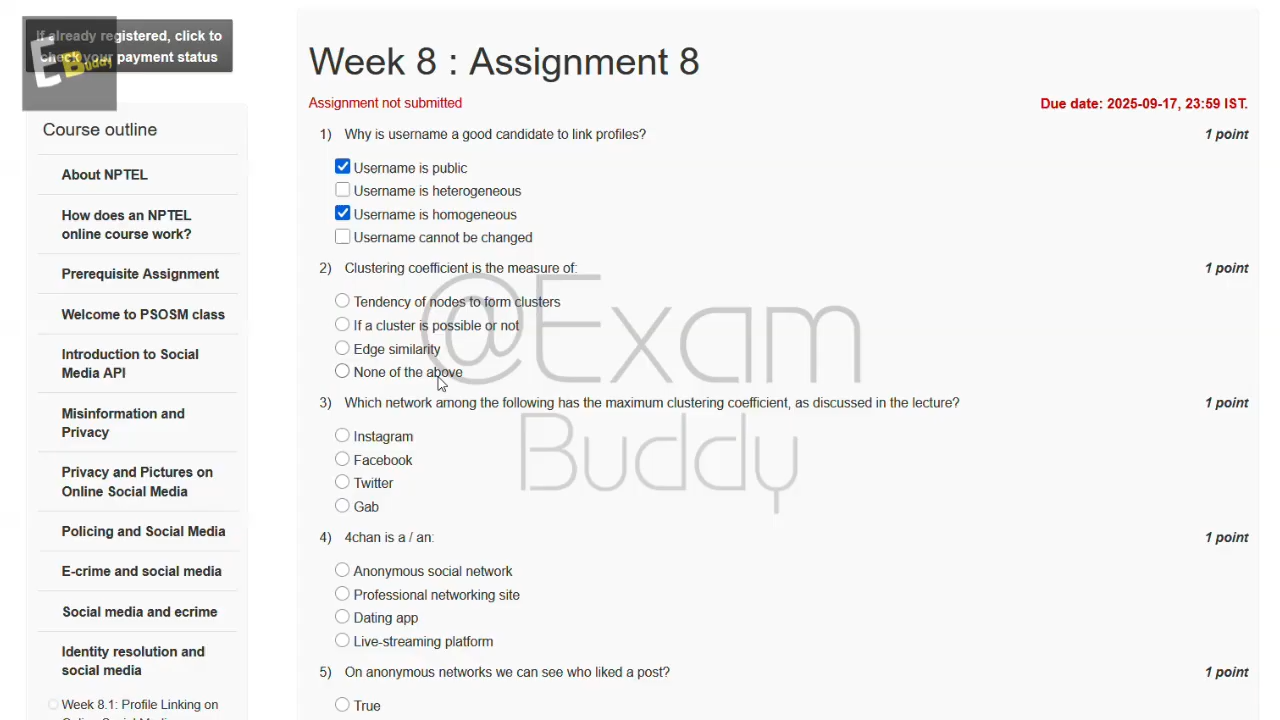 If already registered, click to
check your payment status
E Buddy
Course outline
About NPTEL
How does an NPTEL
online course work?
Prerequisite Assignment
Welcome to PSOSM class
Introduction to Social
Media API
Misinformation and
Privacy
Privacy and Pictures on
Online Social Media
Policing and Social Media
E-crime and social media
Social media and ecrime
Identity resolution and
social media
Week 8.1: Profile Linking on
Online Social Media
Week 8 : Assignment 8
Assignment not submitted
Due date: 2025-09-17, 23:59 IST.
1) Why is username a good candidate to link profiles? 1 point
Username is public
Username is heterogeneous
Username is homogeneous
Username cannot be changed
2) Clustering coefficient is the measure of: 1 point
Tendency of nodes to form clusters
If a cluster is possible or not
Edge similarity
None of the above
3) Which network among the following has the maximum clustering coefficient, as discussed in the lecture? 1 point
Instagram
Facebook
Twitter
Gab
4) 4chan is a / an: 1 point
Anonymous social network
Professional networking site
Dating app
Live-streaming platform
5) On anonymous networks we can see who liked a post? 1 point
True
@Exam
Buddy